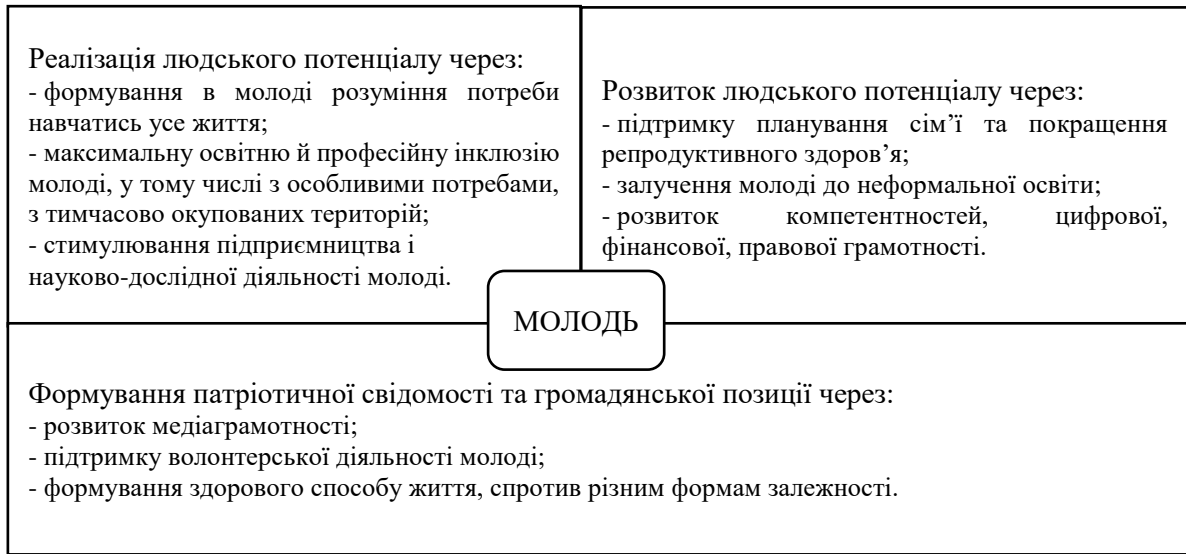 Реалізація людського потенціалу через:
- формування в молоді розуміння потреби
навчатись усе життя;
- максимальну освітню й професійну інклюзію
молоді, у тому числі з особливими потребами,
з тимчасово окупованих територій;
- стимулювання підприємництва і
науково-дослідної діяльності молоді.
Розвиток людського потенціалу через:
- підтримку планування сім’ї та покращення
репродуктивного здоров’я;
- залучення молоді до неформальної освіти;
- розвиток компетентностей, цифрової,
фінансової, правової грамотності.
МОЛОДЬ
Формування патріотичної свідомості та громадянської позиції через:
- розвиток медіаграмотності;
- підтримку волонтерської діяльності молоді;
- формування здорового способу життя, спротив різним формам залежності.